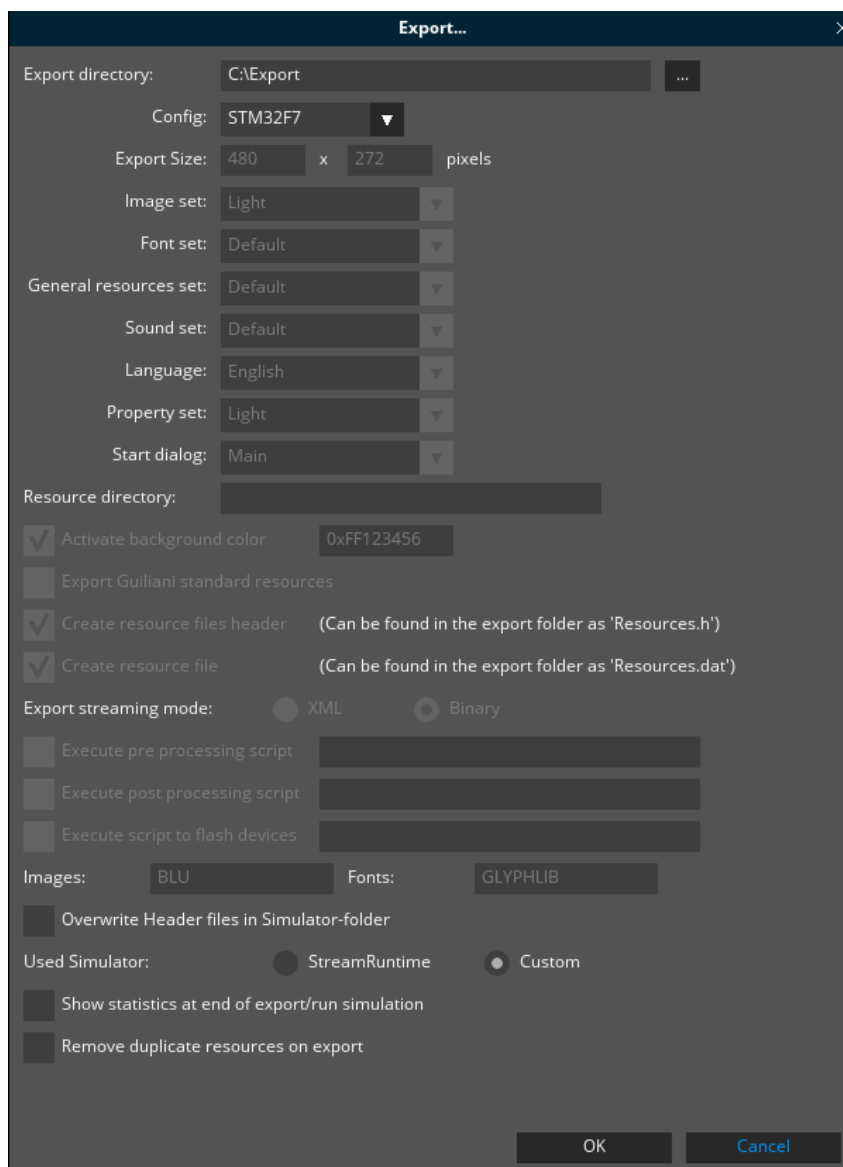 Export...
Export directory: C:\Export ...
Config: STM32F7
Export Size: 480 x 272 pixels
Image set: Light
Font set: Default
General resources set: Default
Sound set: Default
Language: English
Property set: Light
Start dialog: Main
Resource directory:
Activate background color 0xFF123456
Export Guiliani standard resources
Create resource files header (Can be found in the export folder as 'Resources.h')
Create resource file (Can be found in the export folder as 'Resources.dat')
Export streaming mode: XML Binary
Execute pre processing script
Execute post processing script
Execute script to flash devices
Images: BLU Fonts: GLYPHLIB
Overwrite Header files in Simulator-folder
Used Simulator: StreamRuntime Custom
Show statistics at end of export/run simulation
Remove duplicate resources on export
OK Cancel